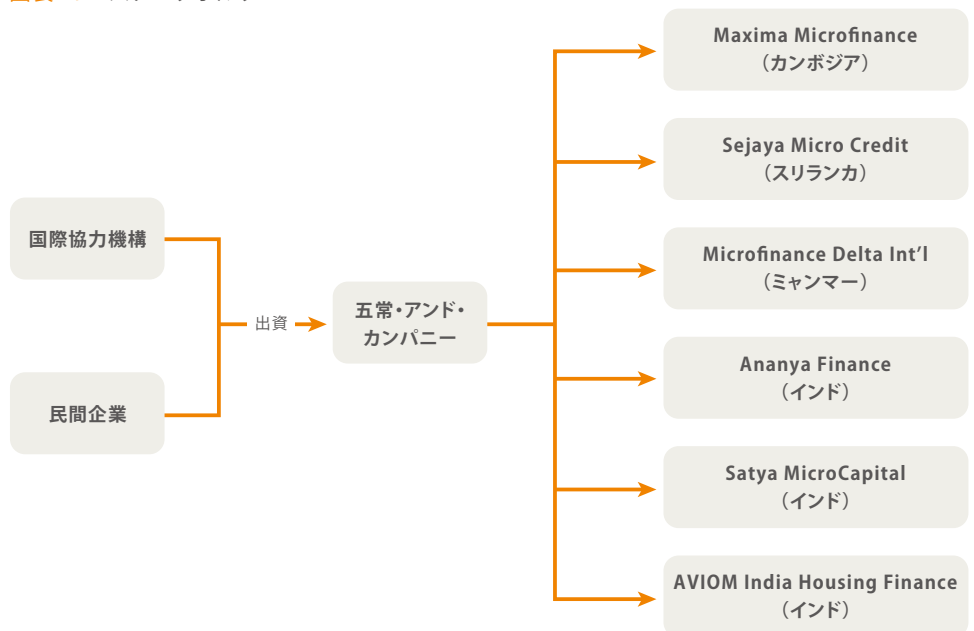 国際協力機構
民間企業
出資
五常・アンド・
カンパニー
Maxima Microfinance
（カンボジア）
Sejaya Micro Credit
（スリランカ）
Microfinance Delta Int’l
（ミャンマー）
Ananya Finance
（インド）
Satya MicroCapital
（インド）
AVIOM India Housing Finance
（インド）